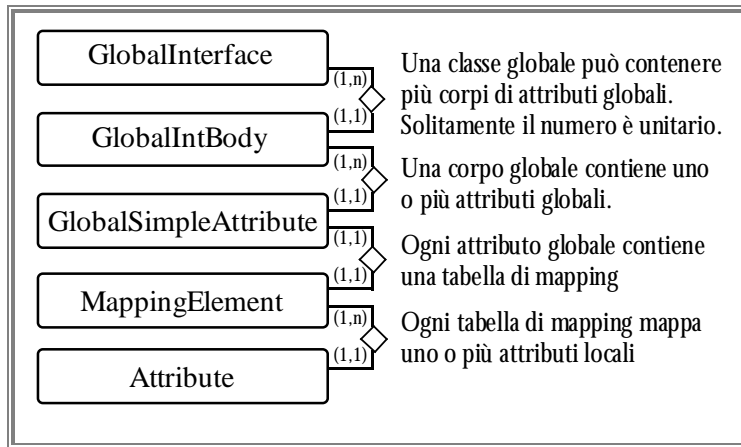 GlobalInterface
(1,n)
(1,1)
Una classe globale può contenere
più corpi di attributi globali.
Solitamente il numero è unitario.
GlobalIntBody
(1,n)
(1,1)
Una corpo globale contiene uno
o più attributi globali.
GlobalSimpleAttribute
(1,1)
(1,1)
Ogni attributo globale contiene
una tabella di mapping
MappingElement
(1,n)
(1,1)
Ogni tabella di mapping mappa
uno o più attributi locali
Attribute